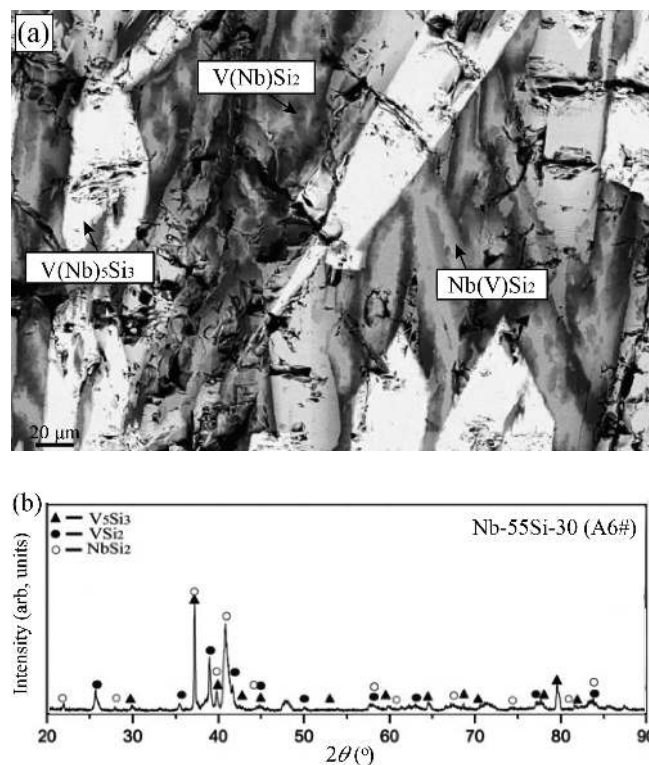 (a)
V(Nb)Si₂
V(Nb)₅Si₃
Nb(V)Si₂
20 μm
(b)
V₅Si₃
VSi₂
NbSi₂
Nb-55Si-30 (A6#)
Intensity (arb, units)
20 30 40 50 60 70 80 90
2θ (°)